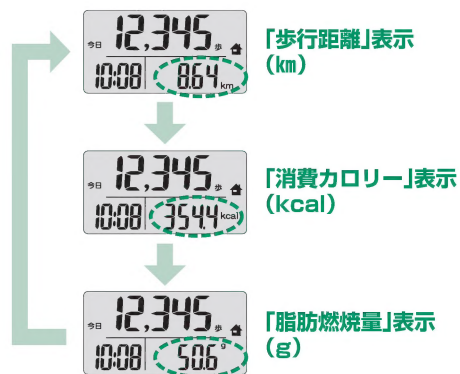 今日 12,345 歩
10:08 8.64 km
「歩行距離」表示
(km)
今日 12,345 歩
10:08 354.4 kcal
「消費カロリー」表示
(kcal)
今日 12,345 歩
10:08 50.6 g
「脂肪燃焼量」表示
(g)